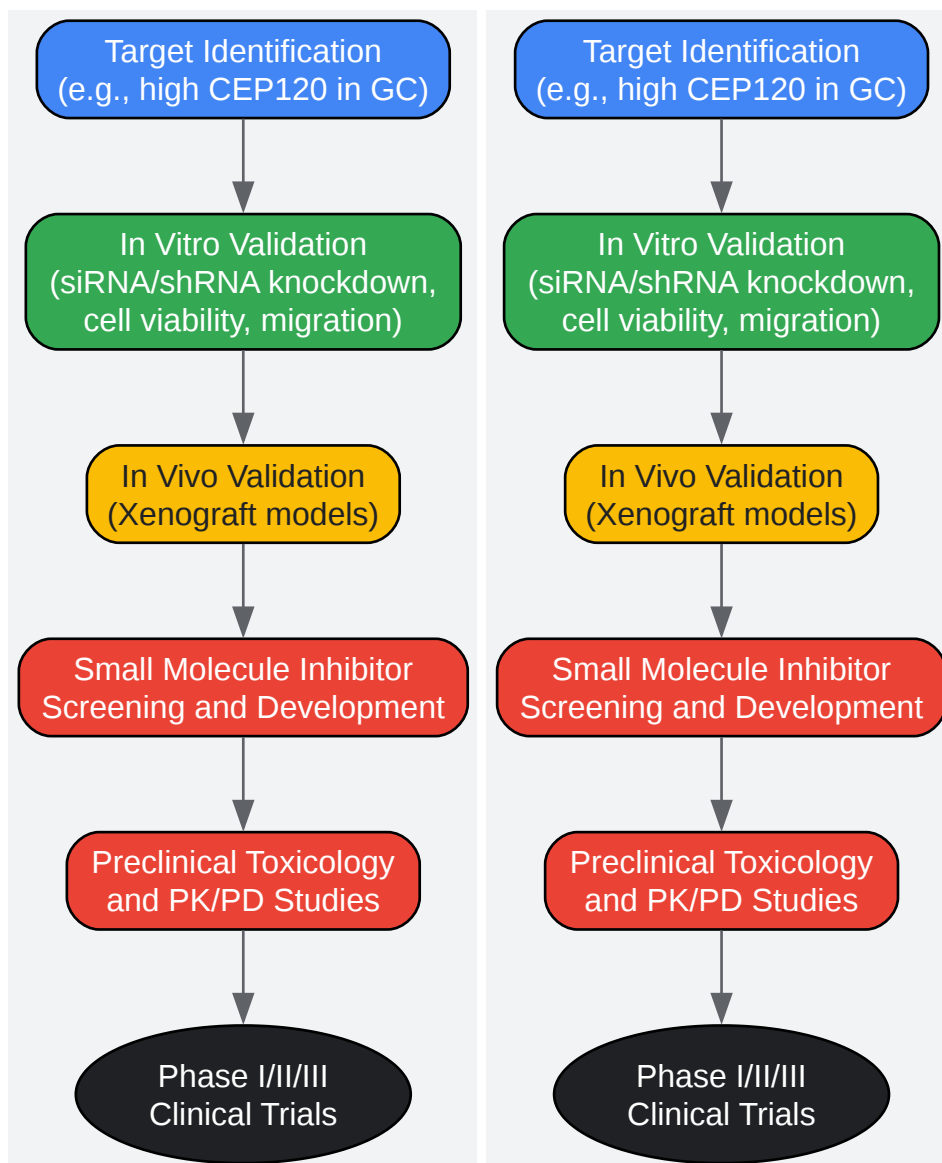 Target Identification
(e.g., high CEP120 in GC)
In Vitro Validation
(siRNA/shRNA knockdown,
cell viability, migration)
In Vivo Validation
(Xenograft models)
Small Molecule Inhibitor
Screening and Development
Preclinical Toxicology
and PK/PD Studies
Phase I/II/III
Clinical Trials
Target Identification
(e.g., high CEP120 in GC)
In Vitro Validation
(siRNA/shRNA knockdown,
cell viability, migration)
In Vivo Validation
(Xenograft models)
Small Molecule Inhibitor
Screening and Development
Preclinical Toxicology
and PK/PD Studies
Phase I/II/III
Clinical Trials